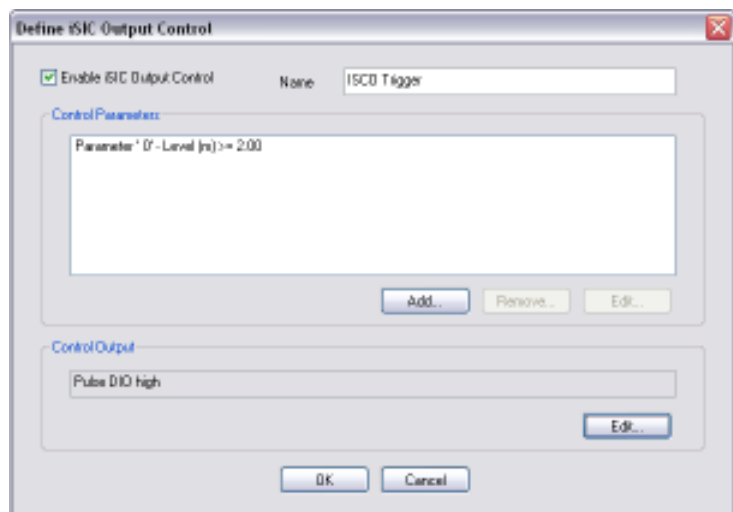 Define iSIC Output Control
Enable iSIC Output Control
Name
ISCO Trigger
Control Parameters
Parameter '0' - Level (m) >= 2.00
Add...
Remove...
Edit...
Control Output
Pulse DIO high
Edit...
OK
Cancel